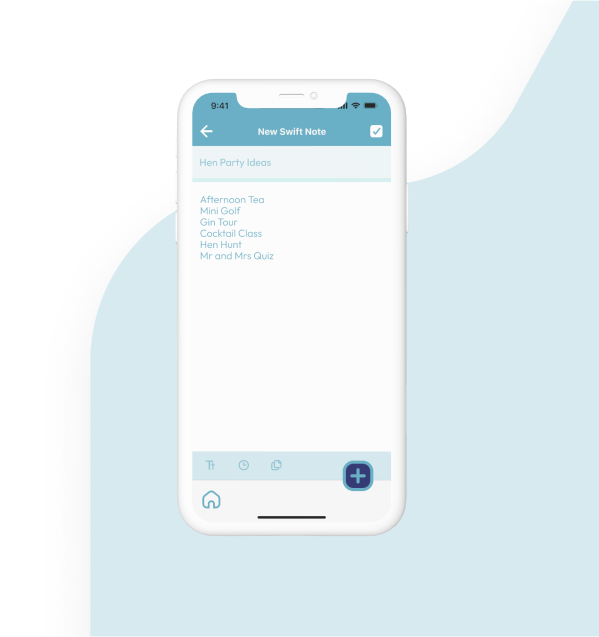 9:41
New Swift Note
Hen Party Ideas
Afternoon Tea
Mini Golf
Gin Tour
Cocktail Class
Hen Hunt
Mr and Mrs Quiz
Tt